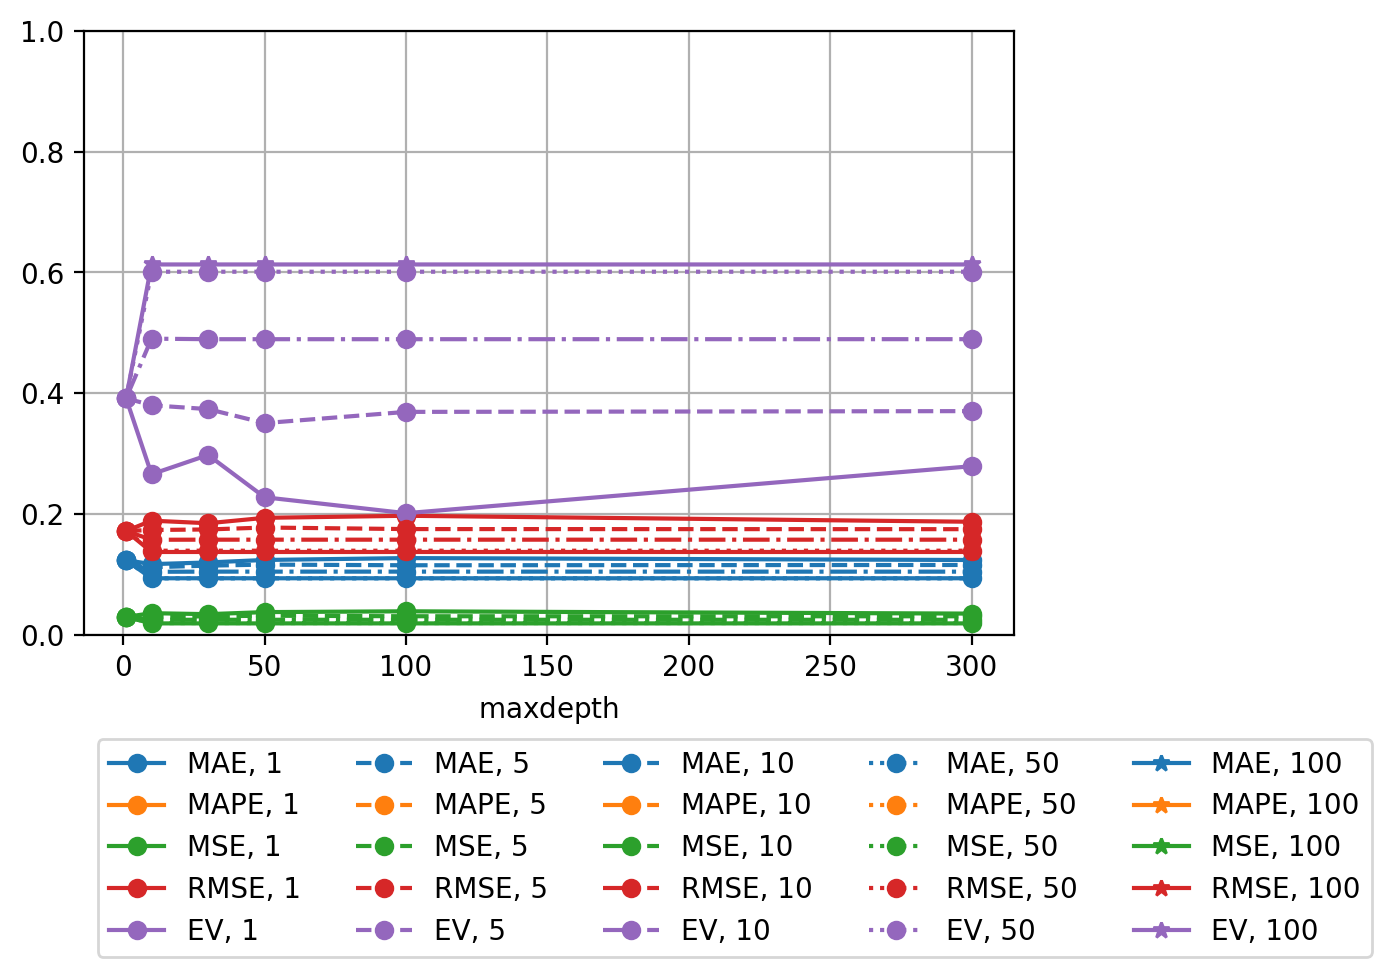 1.0
0.8
0.6
0.4
0.2
0.0
0 50 100 150 200 250 300
maxdepth
MAE, 1 MAE, 5 MAE, 10 MAE, 50 MAE, 100
MAPE, 1 MAPE, 5 MAPE, 10 MAPE, 50 MAPE, 100
MSE, 1 MSE, 5 MSE, 10 MSE, 50 MSE, 100
RMSE, 1 RMSE, 5 RMSE, 10 RMSE, 50 RMSE, 100
EV, 1 EV, 5 EV, 10 EV, 50 EV, 100